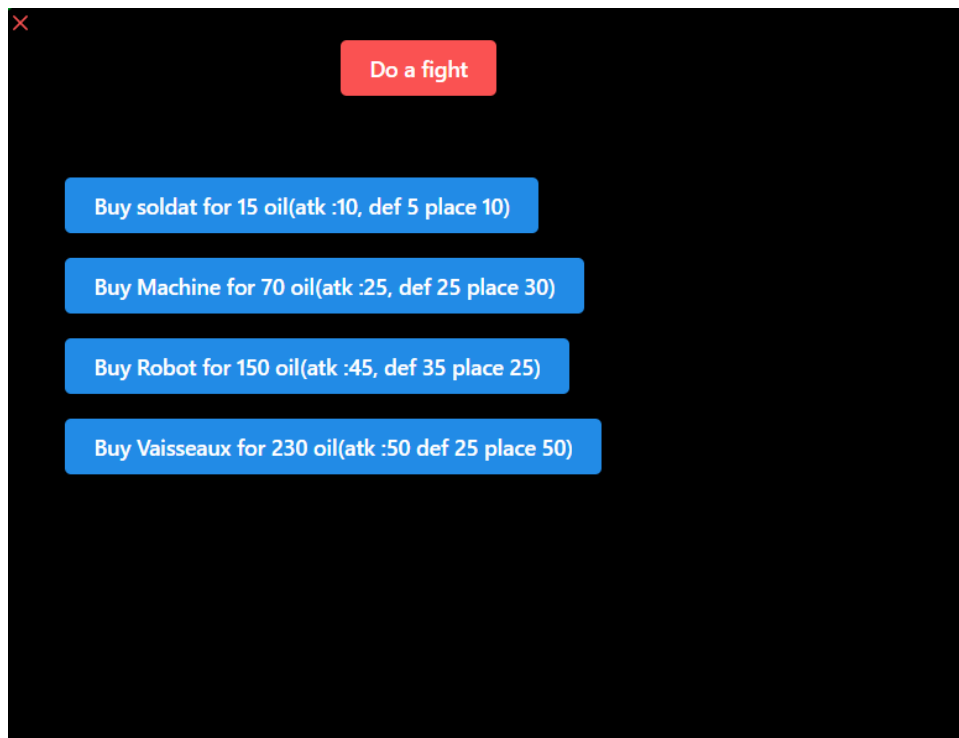 Do a fight
Buy soldat for 15 oil(atk :10, def 5 place 10)
Buy Machine for 70 oil(atk :25, def 25 place 30)
Buy Robot for 150 oil(atk :45, def 35 place 25)
Buy Vaisseaux for 230 oil(atk :50 def 25 place 50)